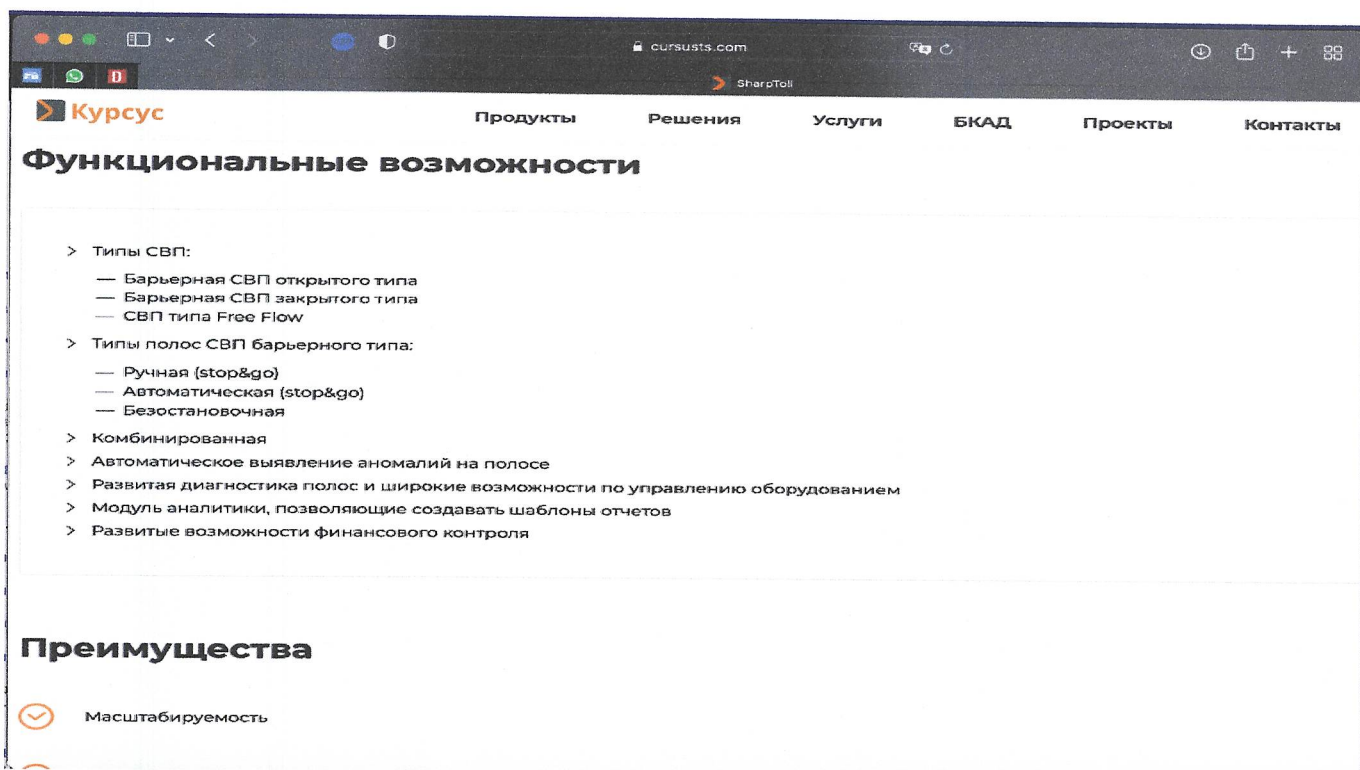 cursusts.com
SharpToll
Курсус
Продукты Решения Услуги БКАД Проекты Контакты
Функциональные возможности
> Типы СВП:
— Барьерная СВП открытого типа
— Барьерная СВП закрытого типа
— СВП типа Free Flow
> Типы полос СВП барьерного типа:
— Ручная (stop&go)
— Автоматическая (stop&go)
— Безостановочная
> Комбинированная
> Автоматическое выявление аномалий на полосе
> Развитая диагностика полос и широкие возможности по управлению оборудованием
> Модуль аналитики, позволяющие создавать шаблоны отчетов
> Развитые возможности финансового контроля
Преимущества
Масштабируемость